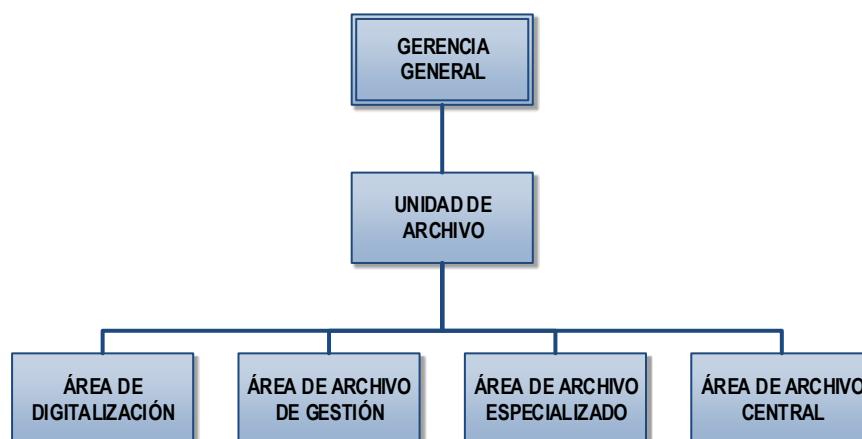 GERENCIA
GENERAL
UNIDAD DE
ARCHIVO
ÁREA DE
DIGITALIZACIÓN
ÁREA DE ARCHIVO
DE GESTIÓN
ÁREA DE ARCHIVO
ESPECIALIZADO
ÁREA DE ARCHIVO
CENTRAL